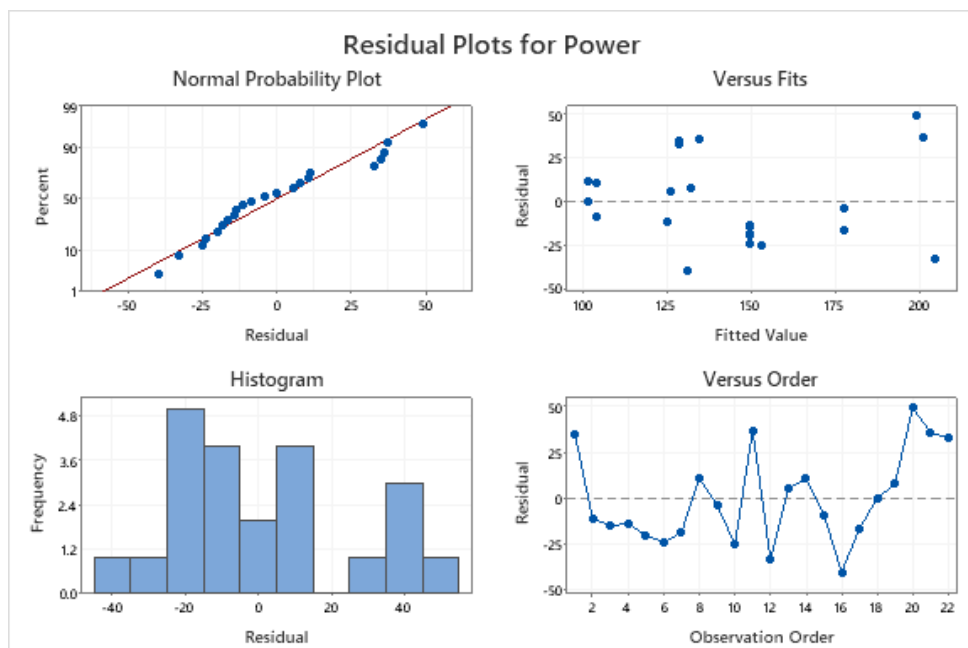 Residual Plots for Power
Normal Probability Plot
99
90
50
10
1
Percent
-50 -25 0 25 50
Residual
Versus Fits
50
25
0
-25
-50
Residual
100 125 150 175 200
Fitted Value
Histogram
4.8
3.6
2.4
1.2
0.0
Frequency
-40 -20 0 20 40
Residual
Versus Order
50
25
0
-25
-50
Residual
2 4 6 8 10 12 14 16 18 20 22
Observation Order